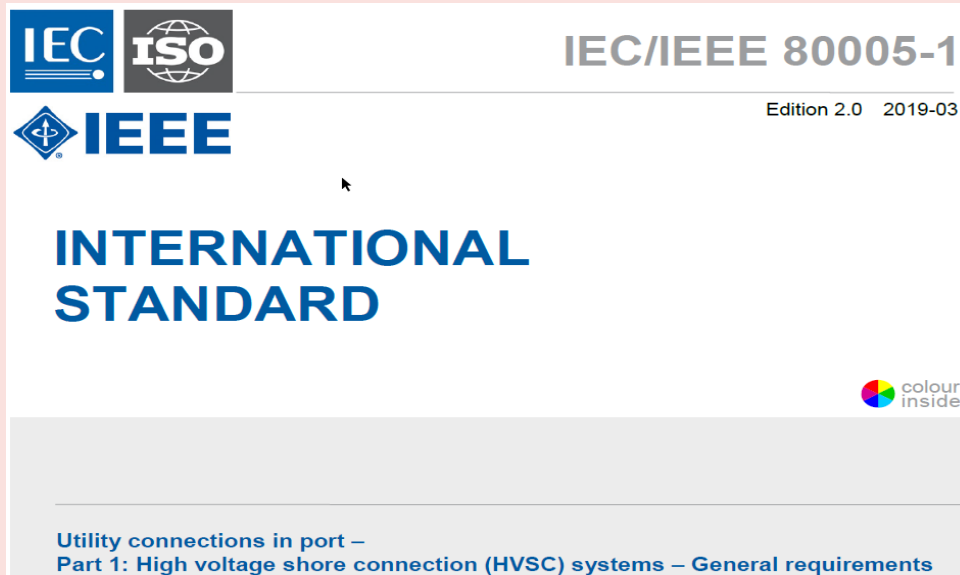 IEC ISO
IEC/IEEE 80005-1
Edition 2.0 2019-03
IEEE
INTERNATIONAL
STANDARD
colour
inside
Utility connections in port –
Part 1: High voltage shore connection (HVSC) systems – General requirements